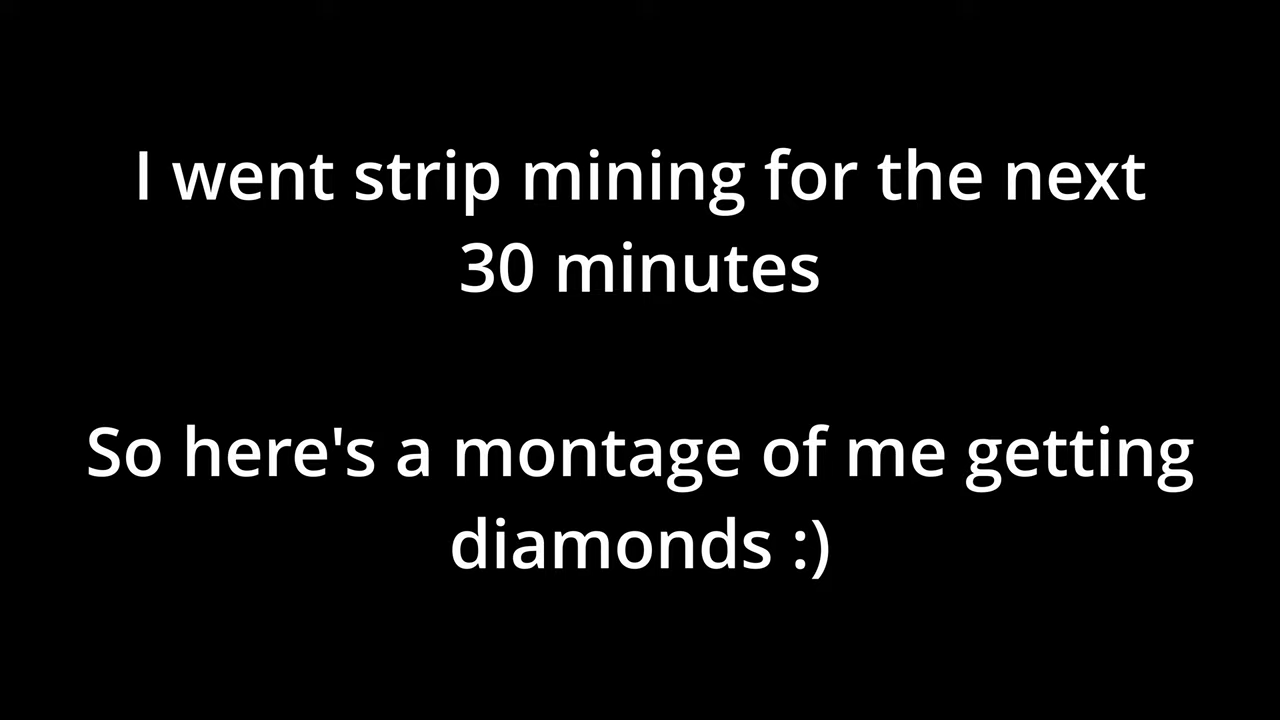 I went strip mining for the next
30 minutes
So here's a montage of me getting
diamonds :)